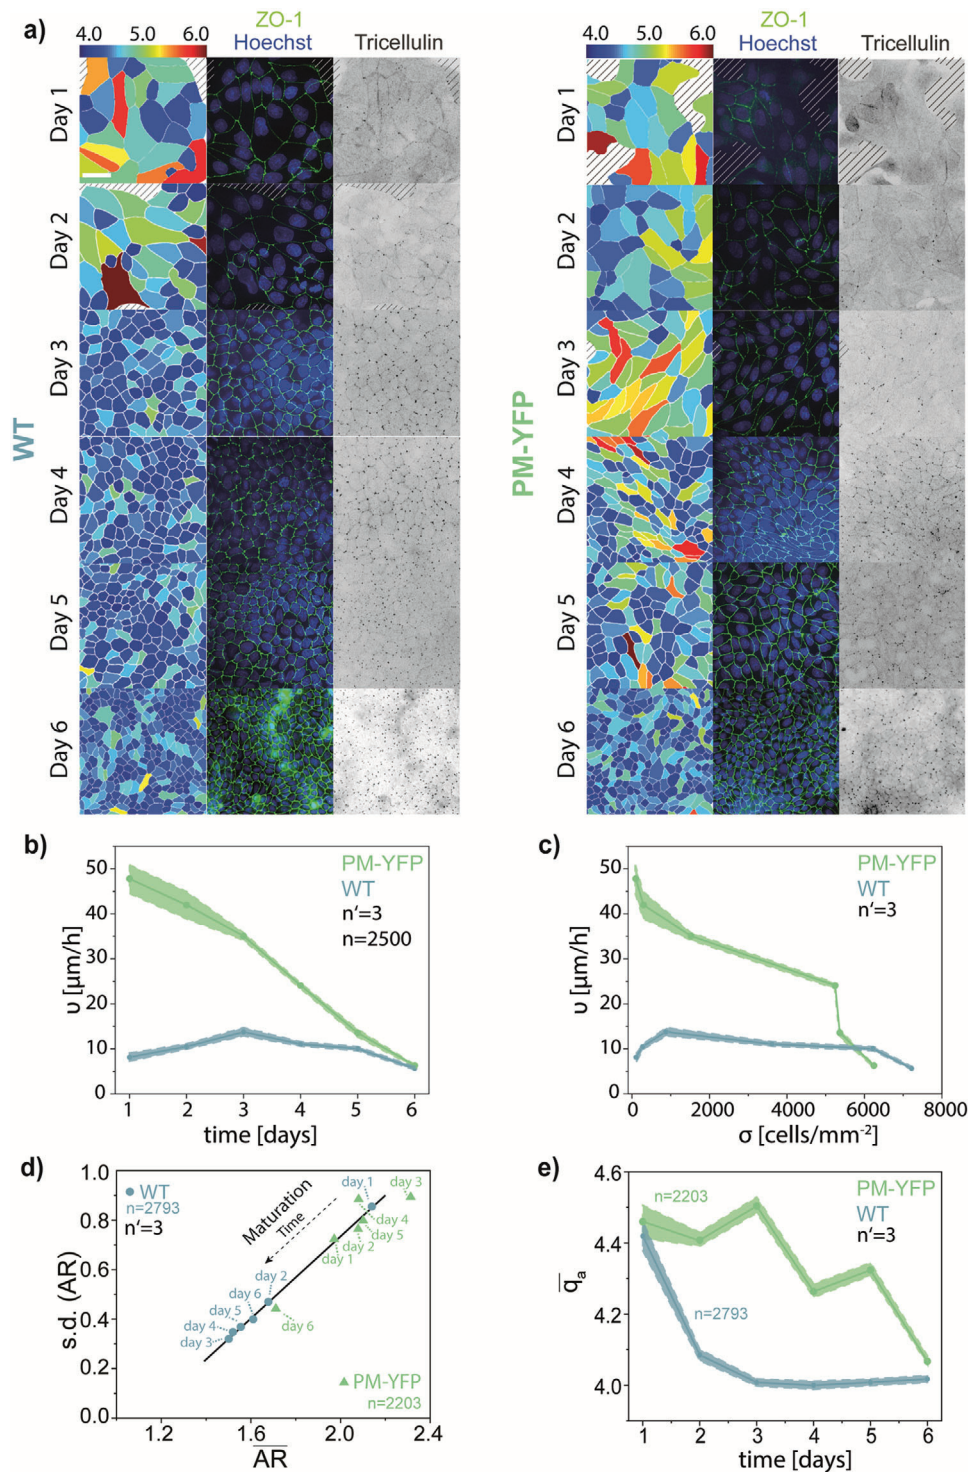 a)
ZO-1
4.0 5.0 6.0 Hoechst Tricellulin
Day 1
Day 2
Day 3
Day 4
Day 5
Day 6
WT
ZO-1
4.0 5.0 6.0 Hoechst Tricellulin
Day 1
Day 2
Day 3
Day 4
Day 5
Day 6
PM-YFP
b)
50
40
30
20
10
0
υ [µm/h]
PM-YFP
WT
n‘=3
n=2500
1 2 3 4 5 6
time [days]
c)
50
40
30
20
10
0
υ [µm/h]
PM-YFP
WT
n‘=3
0 2000 4000 6000 8000
σ [cells/mm⁻²]
d)
1.0
0.8
0.6
0.4
0.2
0.0
s.d. (AR)
WT
n=2793
n‘=3
Maturation
Time
day 1
day 3
day 4
day 5
day 2
day 1
day 2
day 6
day 5
day 4
day 3
day 6
PM-YFP
n=2203
1.2 1.6 2.0 2.4
AR
e)
4.6
4.4
4.2
4.0
q̅a
n=2203
PM-YFP
WT
n‘=3
n=2793
1 2 3 4 5 6
time [days]